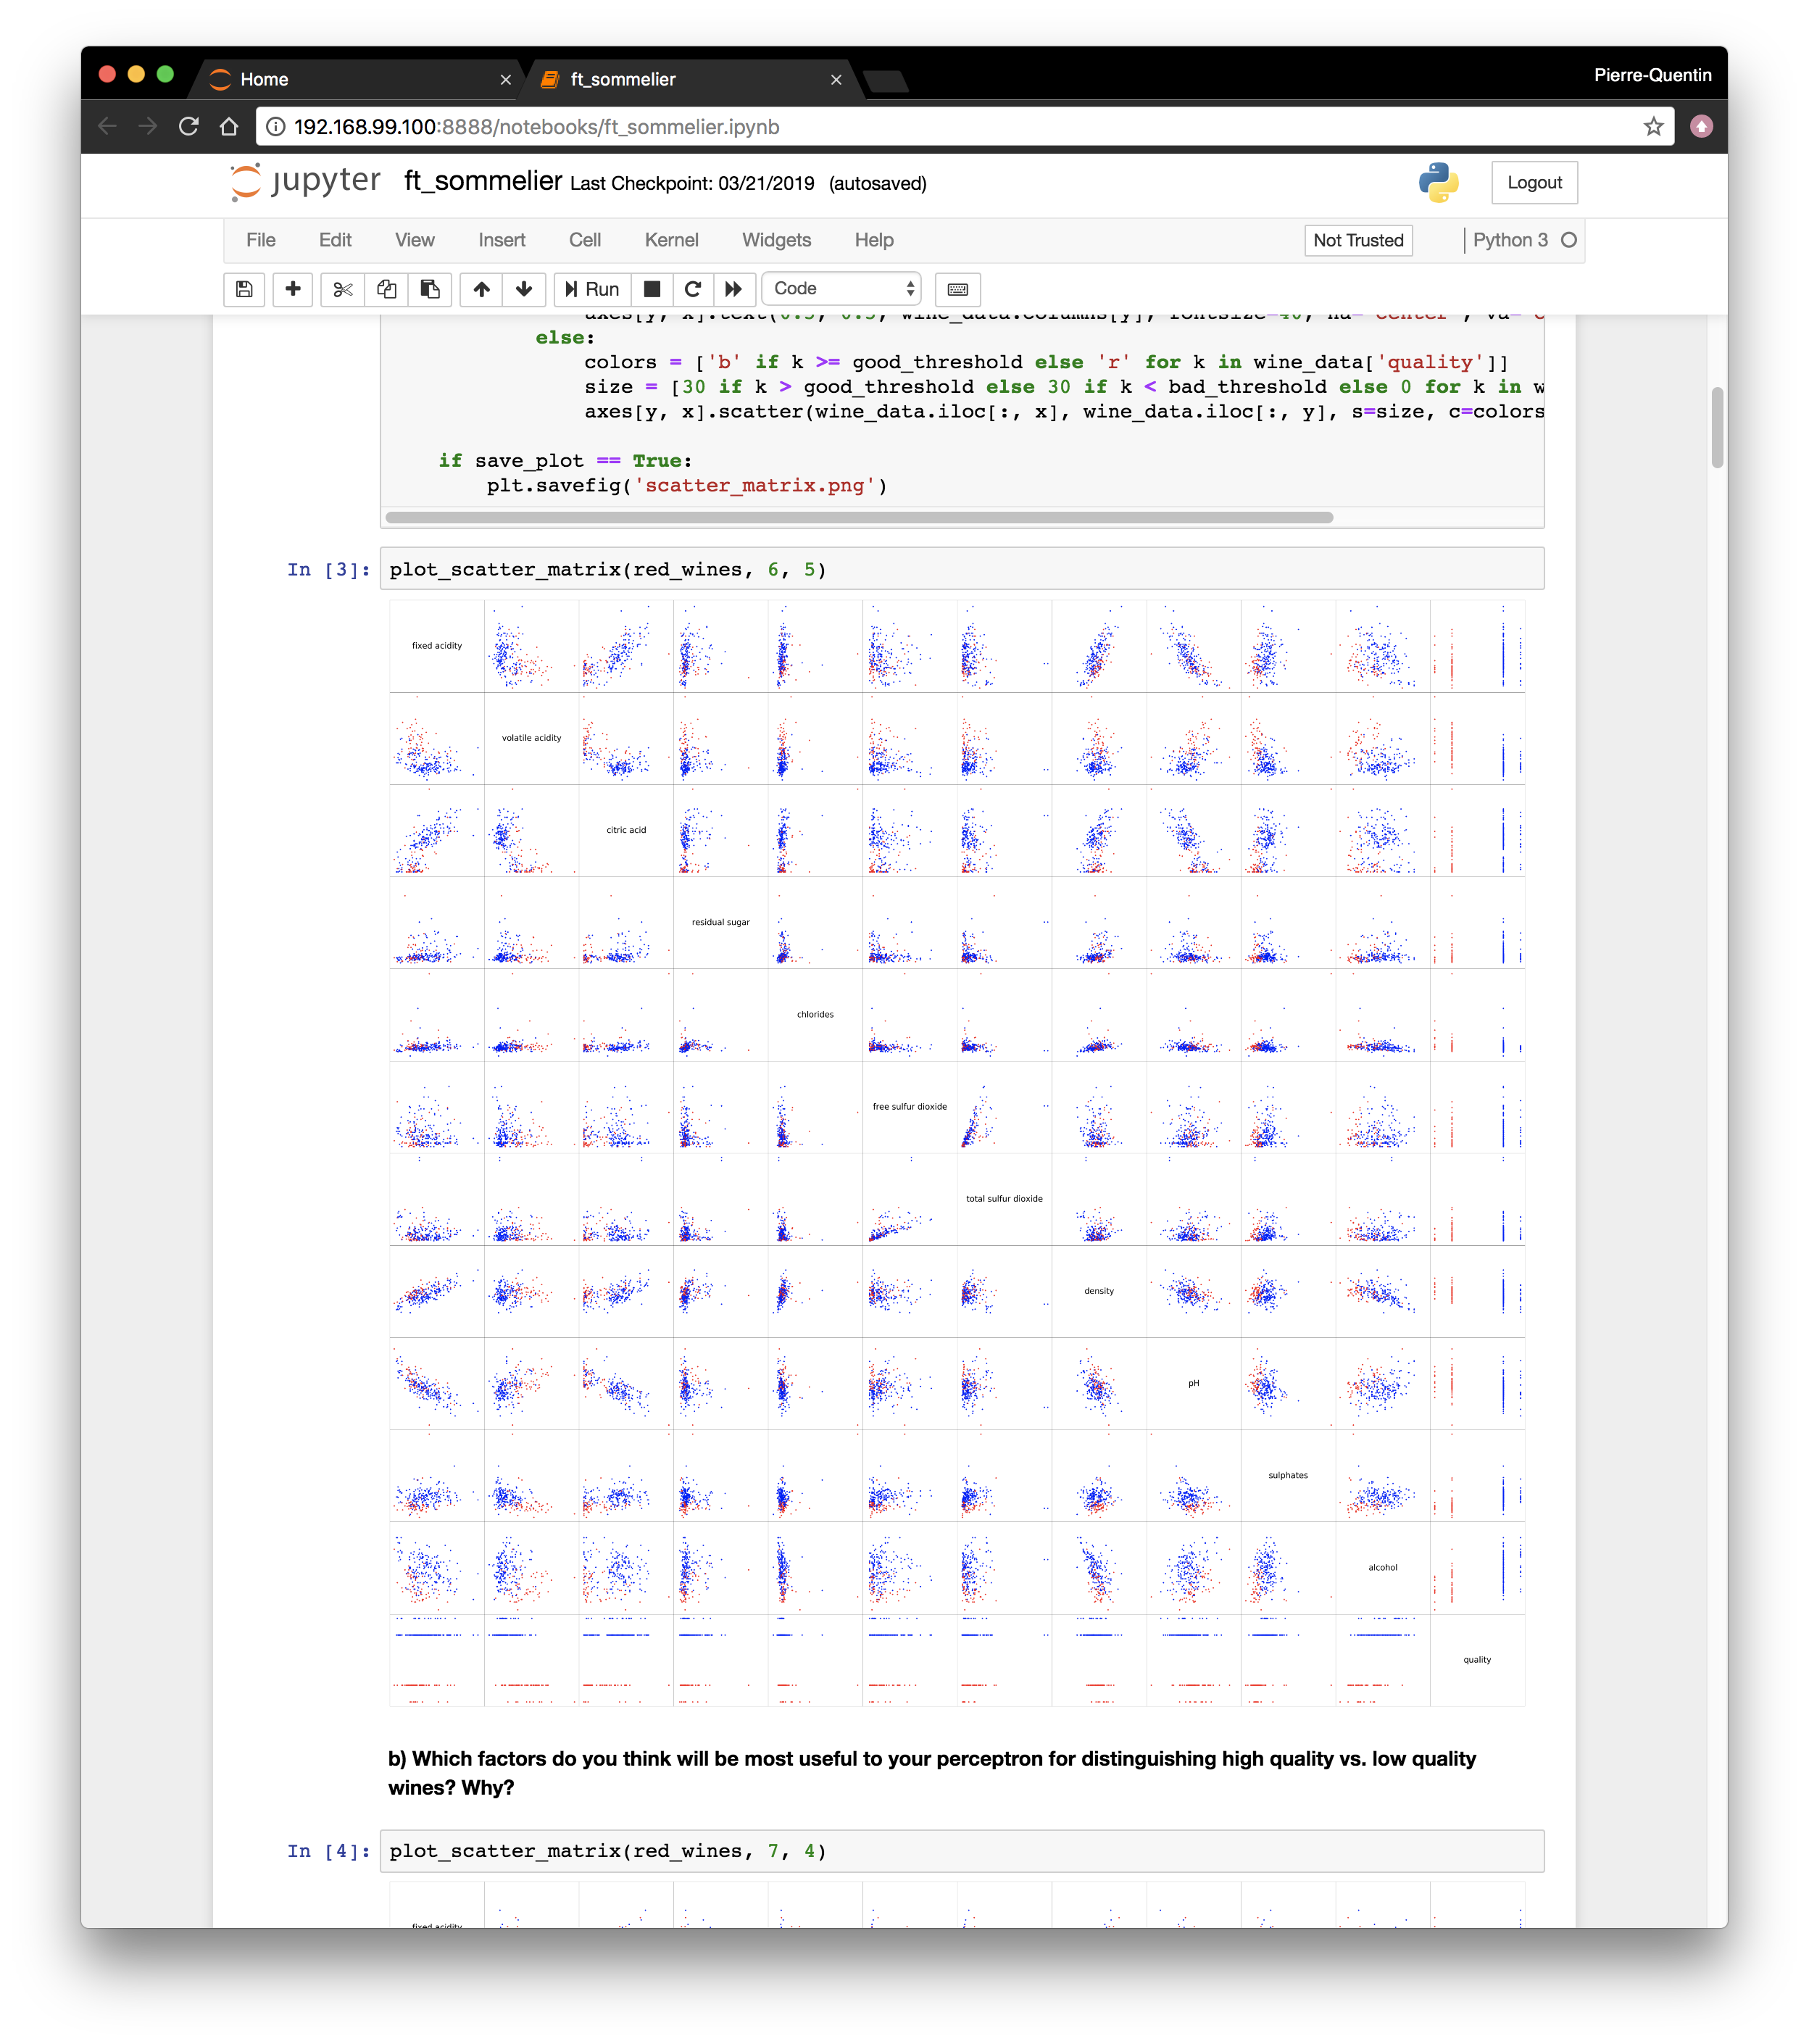 Home
ft_sommelier
Pierre-Quentin
192.168.99.100:8888/notebooks/ft_sommelier.ipynb
jupyter ft_sommelier Last Checkpoint: 03/21/2019 (autosaved)
Logout
File Edit View Insert Cell Kernel Widgets Help
Not Trusted
Python 3
Run
Code
else:
colors = ['b' if k >= good_threshold else 'r' for k in wine_data['quality']]
size = [30 if k > good_threshold else 30 if k < bad_threshold else 0 for k in w
axes[y, x].scatter(wine_data.iloc[:, x], wine_data.iloc[:, y], s=size, c=colors
if save_plot == True:
plt.savefig('scatter_matrix.png')
In [3]: plot_scatter_matrix(red_wines, 6, 5)
fixed acidity
volatile acidity
citric acid
residual sugar
chlorides
free sulfur dioxide
total sulfur dioxide
density
pH
sulphates
alcohol
quality
b) Which factors do you think will be most useful to your perceptron for distinguishing high quality vs. low quality
wines? Why?
In [4]: plot_scatter_matrix(red_wines, 7, 4)
fixed acidity